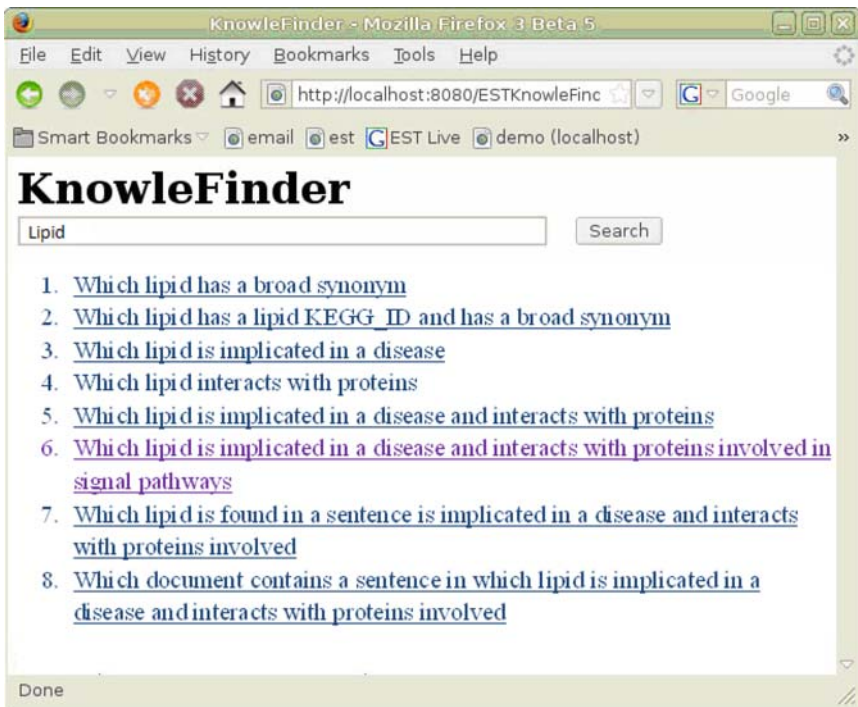 KnowleFinder - Mozilla Firefox 3 Beta 5
File Edit View History Bookmarks Tools Help
http://localhost:8080/ESTKnowleFinc G Google
Smart Bookmarks email est G EST Live demo (localhost) »
KnowleFinder
Lipid Search
1. Which lipid has a broad synonym
2. Which lipid has a lipid KEGG_ID and has a broad synonym
3. Which lipid is implicated in a disease
4. Which lipid interacts with proteins
5. Which lipid is implicated in a disease and interacts with proteins
6. Which lipid is implicated in a disease and interacts with proteins involved in
signal pathways
7. Which lipid is found in a sentence is implicated in a disease and interacts
with proteins involved
8. Which document contains a sentence in which lipid is implicated in a
disease and interacts with proteins involved
Done